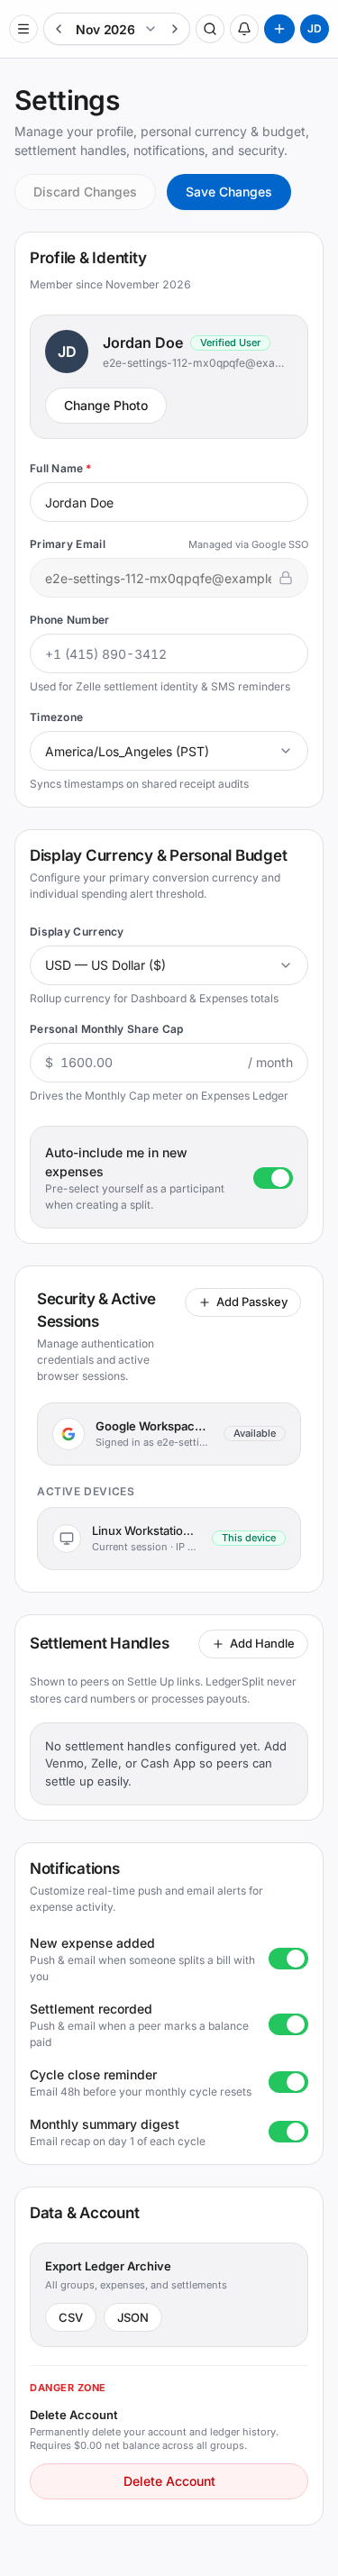 Nov 2026
JD
Settings
Manage your profile, personal currency & budget,
settlement handles, notifications, and security.
Discard Changes
Save Changes
Profile & Identity
Member since November 2026
JD
Jordan Doe
Verified User
e2e-settings-112-mx0qpqfe@exa...
Change Photo
Full Name *
Jordan Doe
Primary Email
Managed via Google SSO
e2e-settings-112-mx0qpqfe@example
Phone Number
+1 (415) 890-3412
Used for Zelle settlement identity & SMS reminders
Timezone
America/Los_Angeles (PST)
Syncs timestamps on shared receipt audits
Display Currency & Personal Budget
Configure your primary conversion currency and
individual spending alert threshold.
Display Currency
USD — US Dollar ($)
Rollup currency for Dashboard & Expenses totals
Personal Monthly Share Cap
$ 1600.00
/ month
Drives the Monthly Cap meter on Expenses Ledger
Auto-include me in new
expenses
Pre-select yourself as a participant
when creating a split.
Security & Active
Sessions
Add Passkey
Manage authentication
credentials and active
browser sessions.
Google Workspac...
Signed in as e2e-setti...
Available
ACTIVE DEVICES
Linux Workstatio...
Current session · IP ...
This device
Settlement Handles
Add Handle
Shown to peers on Settle Up links. LedgerSplit never
stores card numbers or processes payouts.
No settlement handles configured yet. Add
Venmo, Zelle, or Cash App so peers can
settle up easily.
Notifications
Customize real-time push and email alerts for
expense activity.
New expense added
Push & email when someone splits a bill with
you
Settlement recorded
Push & email when a peer marks a balance
paid
Cycle close reminder
Email 48h before your monthly cycle resets
Monthly summary digest
Email recap on day 1 of each cycle
Data & Account
Export Ledger Archive
All groups, expenses, and settlements
CSV
JSON
DANGER ZONE
Delete Account
Permanently delete your account and ledger history.
Requires $0.00 net balance across all groups.
Delete Account